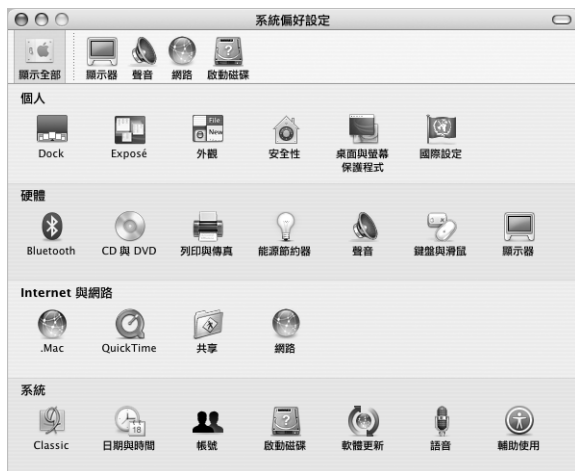 系統偏好設定
顯示全部 顯示器 聲音 網路 啟動磁碟
個人
File
New
Dock Exposé 外觀 安全性 桌面與螢幕 國際設定
保護程式
硬體
Bluetooth CD 與 DVD 列印與傳真 能源節約器 聲音 鍵盤與滑鼠 顯示器
Internet 與網路
.Mac QuickTime 共享 網路
系統
18
Classic 日期與時間 帳號 啟動磁碟 軟體更新 語音 輔助使用